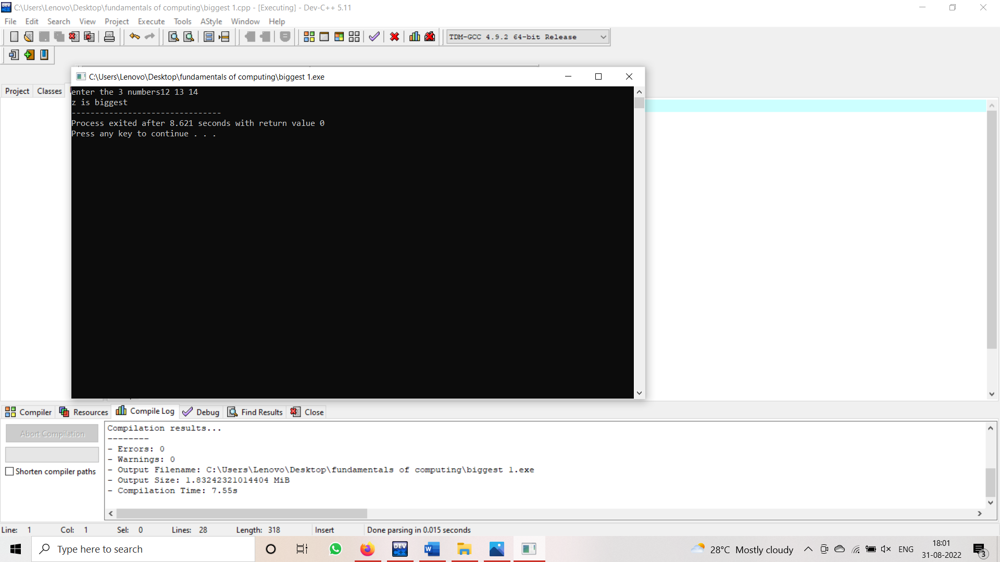 C:\Users\Lenovo\Desktop\fundamentals of computing\biggest 1.cpp - [Executing] - Dev-C++ 5.11
File Edit Search View Project Execute Tools AStyle Window Help
TDM-GCC 4.9.2 64-bit Release
C:\Users\Lenovo\Desktop\fundamentals of computing\biggest 1.exe
Project Classes
enter the 3 numbers12 13 14
z is biggest
--------------------------------
Process exited after 8.621 seconds with return value 0
Press any key to continue . . .
Compiler Resources Compile Log Debug Find Results Close
Abort Compilation
Shorten compiler paths
Compilation results...
--------
- Errors: 0
- Warnings: 0
- Output Filename: C:\Users\Lenovo\Desktop\fundamentals of computing\biggest 1.exe
- Output Size: 1.83242321014404 MiB
- Compilation Time: 7.55s
Line: 1 Col: 1 Sel: 0 Lines: 28 Length: 318 Insert Done parsing in 0.015 seconds
Type here to search
DEV C++
W
28°C Mostly cloudy
ENG
18:01
31-08-2022
3